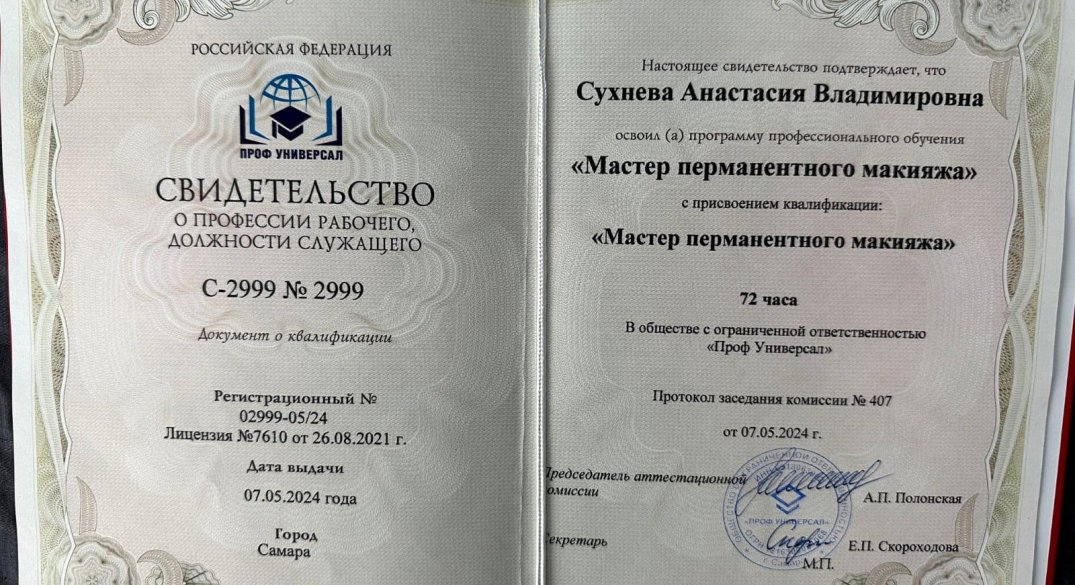 РОССИЙСКАЯ ФЕДЕРАЦИЯ
ПРОФ УНИВЕРСАЛ
СВИДЕТЕЛЬСТВО
О ПРОФЕССИИ РАБОЧЕГО,
ДОЛЖНОСТИ СЛУЖАЩЕГО
С-2999 № 2999
Документ о квалификации
Регистрационный №
02999-05/24
Лицензия №7610 от 26.08.2021 г.
Дата выдачи
07.05.2024 года
Город
Самара
Настоящее свидетельство подтверждает, что
Сухнева Анастасия Владимировна
освоил (а) программу профессионального обучения
«Мастер перманентного макияжа»
с присвоением квалификации:
«Мастер перманентного макияжа»
72 часа
В обществе с ограниченной ответственностью
«Проф Универсал»
Протокол заседания комиссии № 407
от 07.05.2024 г.
Председатель аттестационной
комиссии
А.П. Полонская
«ПРОФ УНИВЕРСАЛ»
Секретарь
Е.П. Скороходова
М.П.